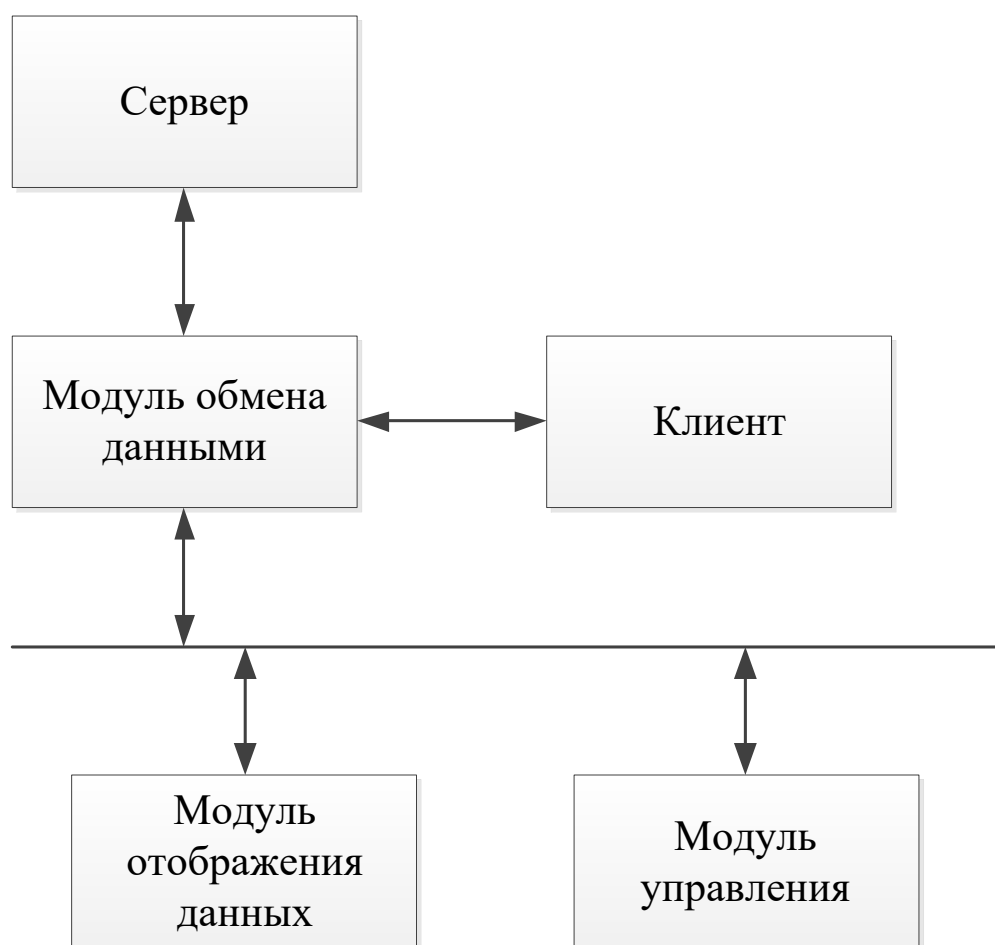 Сервер
Модуль обмена
данными
Клиент
Модуль
отображения
данных
Модуль
управления